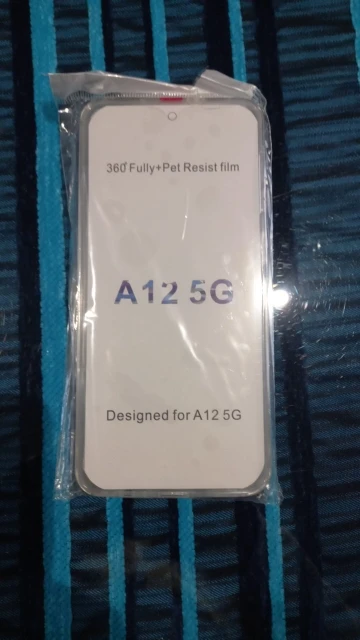 360° Fully+Pet Resist film
A12 5G
Designed for A12 5G